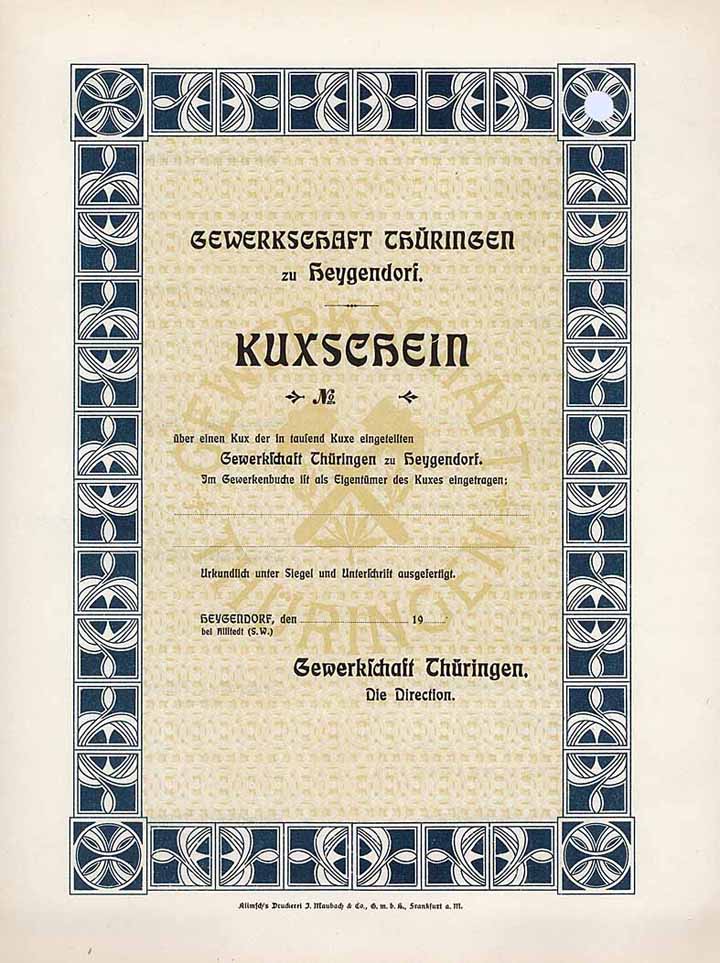 GEWERKSCHAFT THÜRINGEN
zu Heygendorf.
KUXSCHEIN
No.
über einen Kux der in tausend Kuxe eingeteilten
Gewerkschaft Thüringen zu Heygendorf.
Im Gewerkenbuche ist als Eigentümer des Kuxes eingetragen:
Urkundlich unter Siegel und Unterschrift ausgefertigt.
HEYGENDORF, den 19
bei Allstedt (S.W.)
Gewerkschaft Thüringen.
Die Direction.
GEWERKSCHAFT
THÜRINGEN
Klimsch's Druckerei J. Maubach & Co., G. m. b. H., Frankfurt a. M.